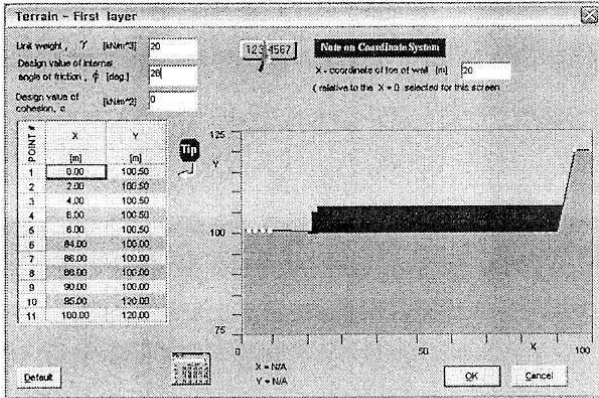 Terrain - First layer
Unit weight , γ [kN/m^3] 20
Design value of internal
angle of friction , ϕ [deg.] 28
Design value of
cohesion, c [kN/m^2] 0
1234567
Note on Coordinate System
X - coordinate of toe of wall [m] 20
( relative to the X = 0 selected for this screen
POINT # X Y
[m] [m]
1 0.00 100.50
2 2.00 100.50
3 4.00 100.50
4 6.00 100.50
5 8.00 100.50
6 84.00 100.00
7 86.00 100.00
8 88.00 100.00
9 90.00 100.00
10 95.00 120.00
11 100.00 120.00
Tip
125
Y
100
75
0 50 X 100
X = N/A
Y = N/A
Default
OK
Cancel